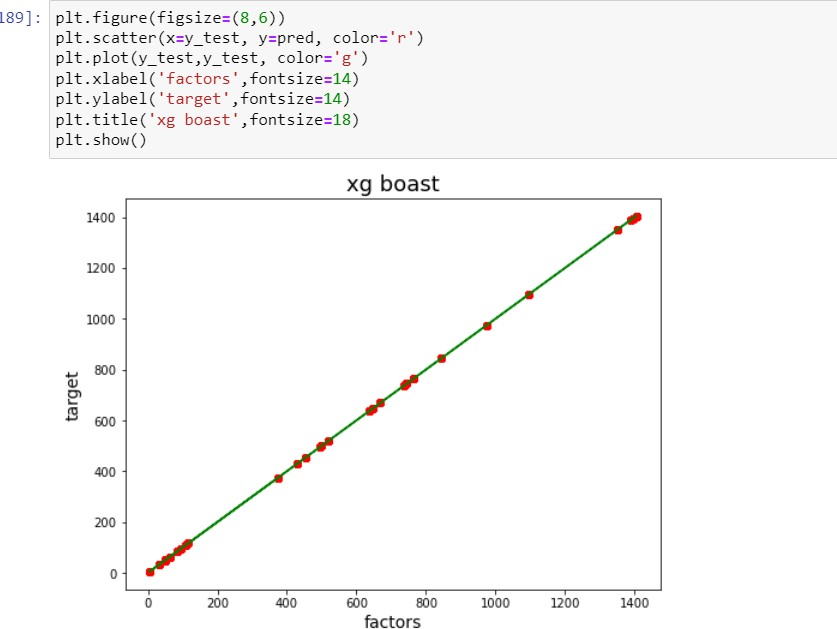 189]:
plt.figure(figsize=(8,6))
plt.scatter(x=y_test, y=pred, color='r')
plt.plot(y_test,y_test, color='g')
plt.xlabel('factors',fontsize=14)
plt.ylabel('target',fontsize=14)
plt.title('xg boast',fontsize=18)
plt.show()
xg boast
1400
1200
1000
800
600
400
200
0
target
0 200 400 600 800 1000 1200 1400
factors